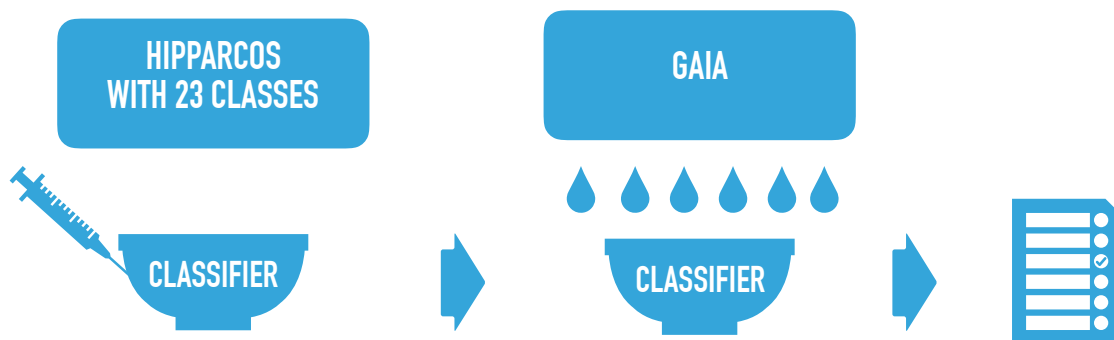 HIPPARCOS
WITH 23 CLASSES
GAIA
CLASSIFIER
CLASSIFIER